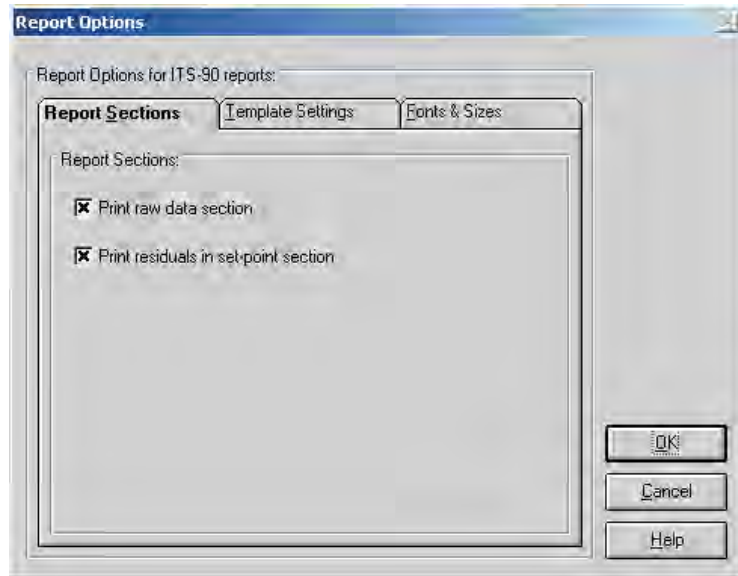 Report Options
Report Options for ITS-90 reports:
Report Sections
Template Settings
Fonts & Sizes
Report Sections:
Print raw data section
Print residuals in set-point section
OK
Cancel
Help